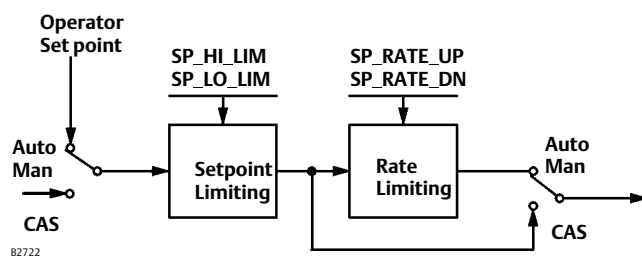 Operator
Set point
SP_HI_LIM
SP_LO_LIM
SP_RATE_UP
SP_RATE_DN
Auto
Man
Setpoint
Limiting
Rate
Limiting
Auto
Man
CAS
CAS
B2722